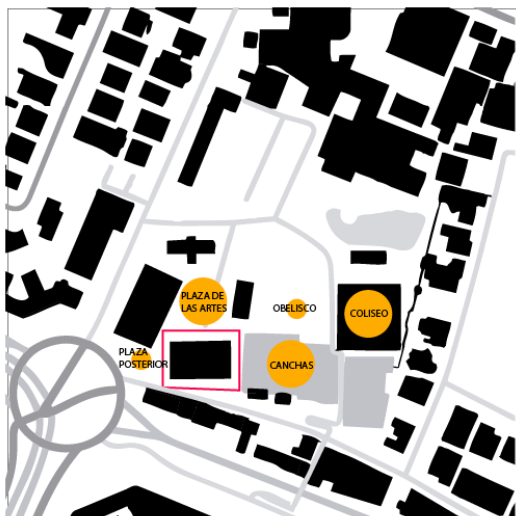 PLAZA DE
LAS ARTES
OBELISCO
COLISEO
PLAZA
POSTERIOR
CANCHAS